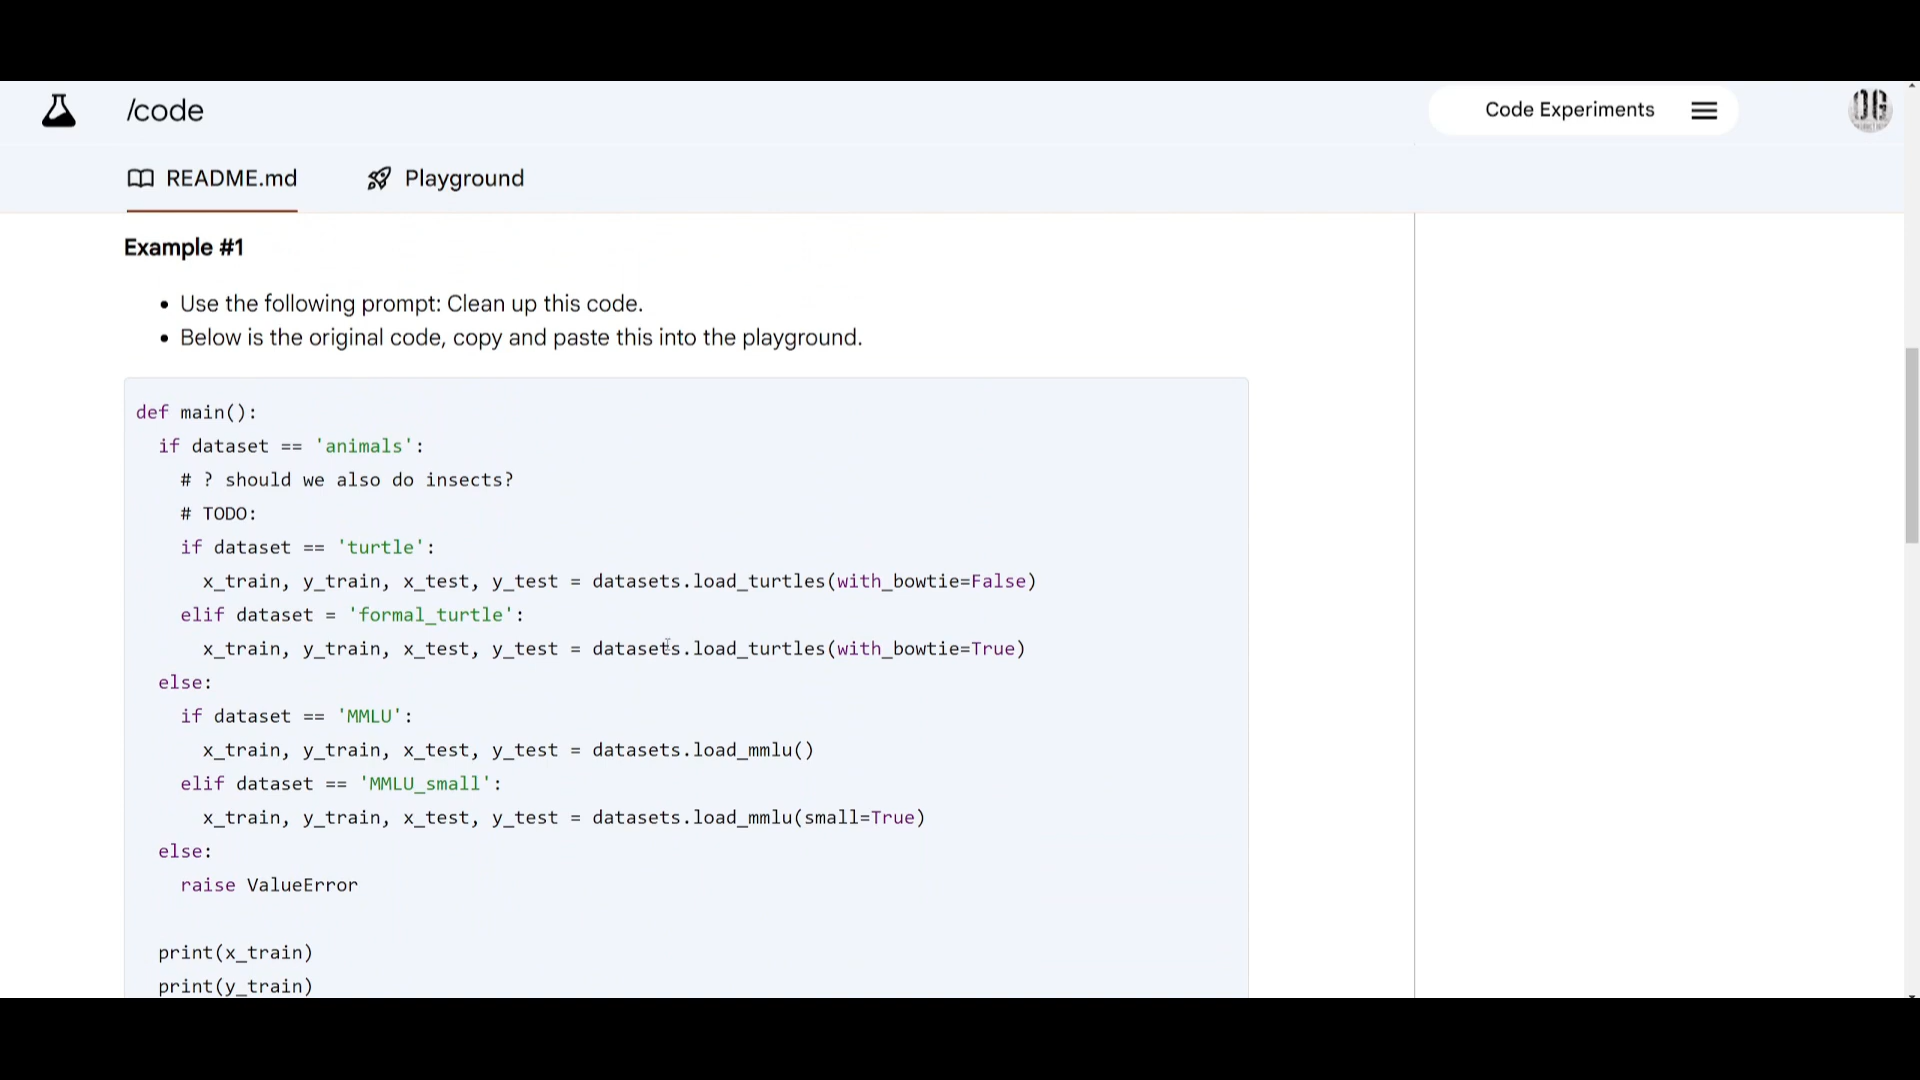 /code
Code Experiments
OG
README.md
Playground
Example #1
• Use the following prompt: Clean up this code.
• Below is the original code, copy and paste this into the playground.
def main():
  if dataset == 'animals':
    # ? should we also do insects?
    # TODO:
    if dataset == 'turtle':
      x_train, y_train, x_test, y_test = datasets.load_turtles(with_bowtie=False)
    elif dataset = 'formal_turtle':
      x_train, y_train, x_test, y_test = datasets.load_turtles(with_bowtie=True)
  else:
    if dataset == 'MMLU':
      x_train, y_train, x_test, y_test = datasets.load_mmlu()
    elif dataset == 'MMLU_small':
      x_train, y_train, x_test, y_test = datasets.load_mmlu(small=True)
  else:
    raise ValueError
  print(x_train)
  print(y_train)